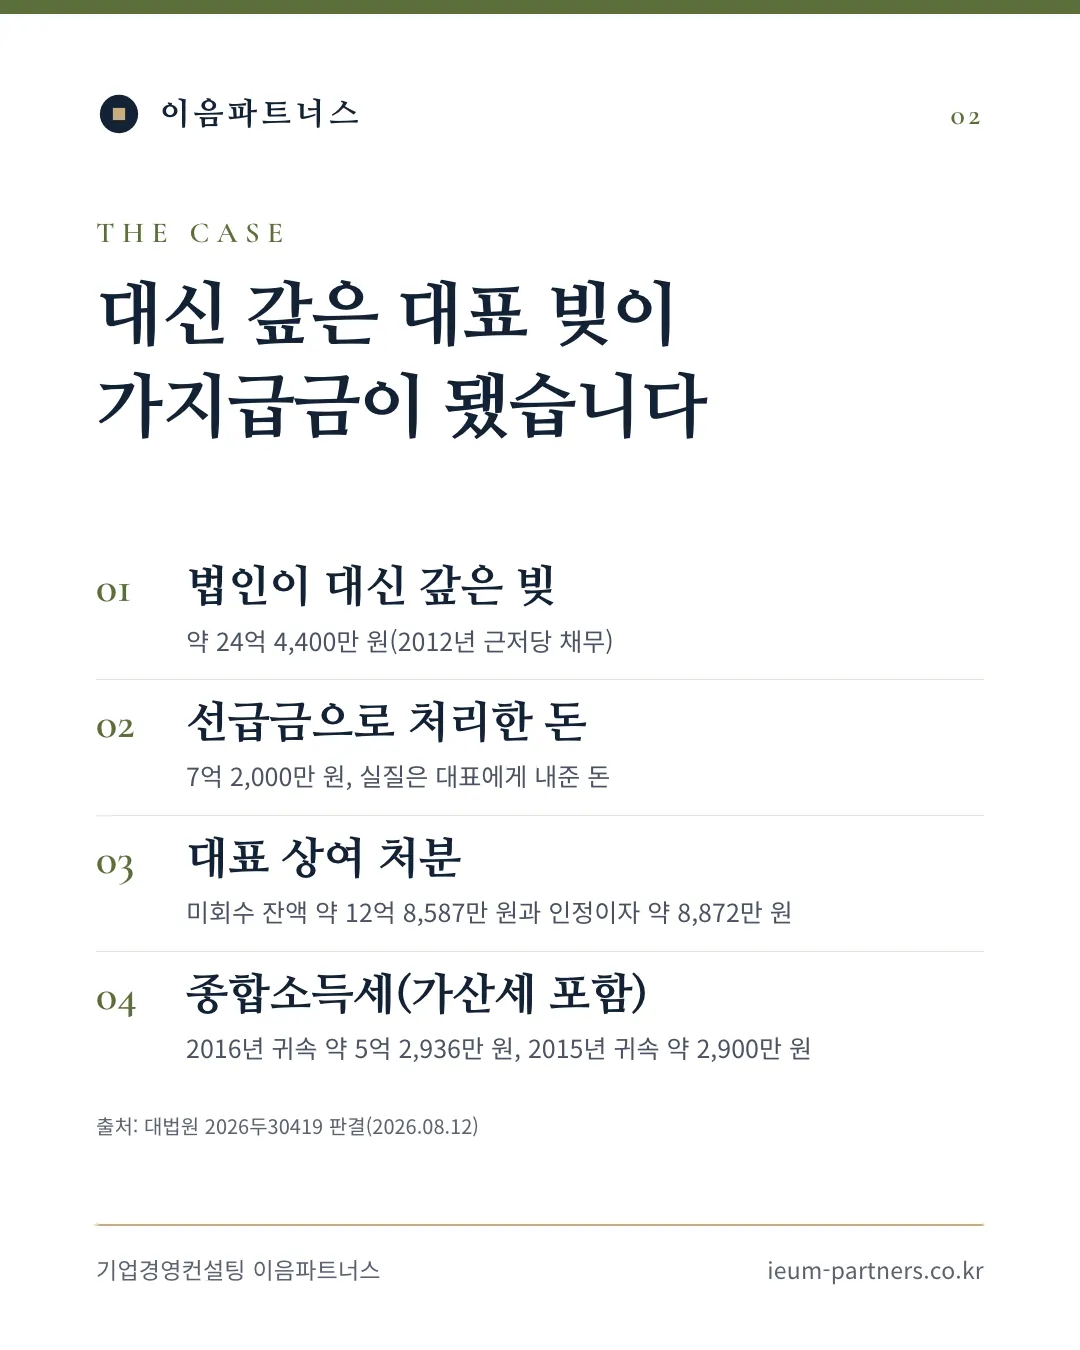 이음파트너스
02
THE CASE
대신 갚은 대표 빚이
가지급금이 됐습니다
01 법인이 대신 갚은 빚
약 24억 4,400만 원(2012년 근저당 채무)
02 선급금으로 처리한 돈
7억 2,000만 원, 실질은 대표에게 내준 돈
03 대표 상여 처분
미회수 잔액 약 12억 8,587만 원과 인정이자 약 8,872만 원
04 종합소득세(가산세 포함)
2016년 귀속 약 5억 2,936만 원, 2015년 귀속 약 2,900만 원
출처: 대법원 2026두30419 판결(2026.08.12)
기업경영컨설팅 이음파트너스
ieum-partners.co.kr